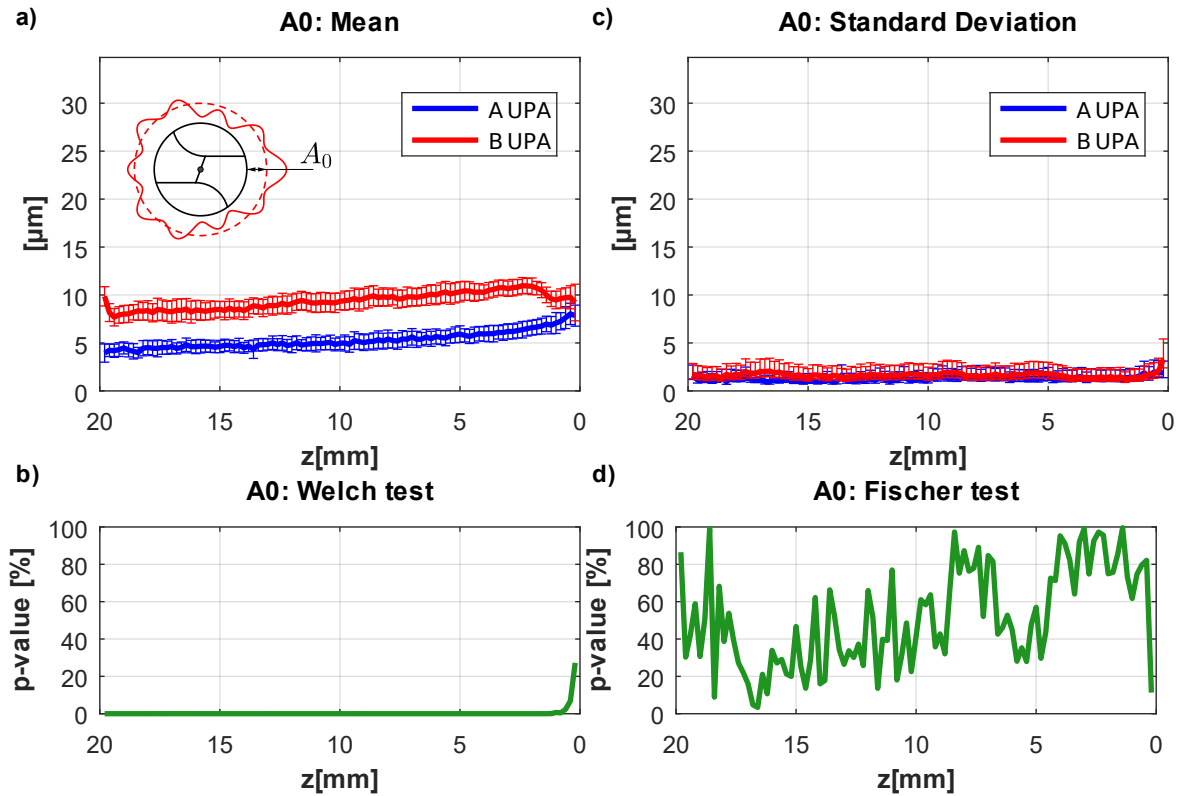 a)
A0: Mean
30
25
20
15
10
5
0
[µm]
A UPA
B UPA
A0
20
15
10
5
0
z[mm]
c)
A0: Standard Deviation
30
25
20
15
10
5
0
[µm]
A UPA
B UPA
20
15
10
5
0
z[mm]
b)
A0: Welch test
100
80
60
40
20
0
p-value [%]
20
15
10
5
0
z[mm]
d)
A0: Fischer test
100
80
60
40
20
0
p-value [%]
20
15
10
5
0
z[mm]